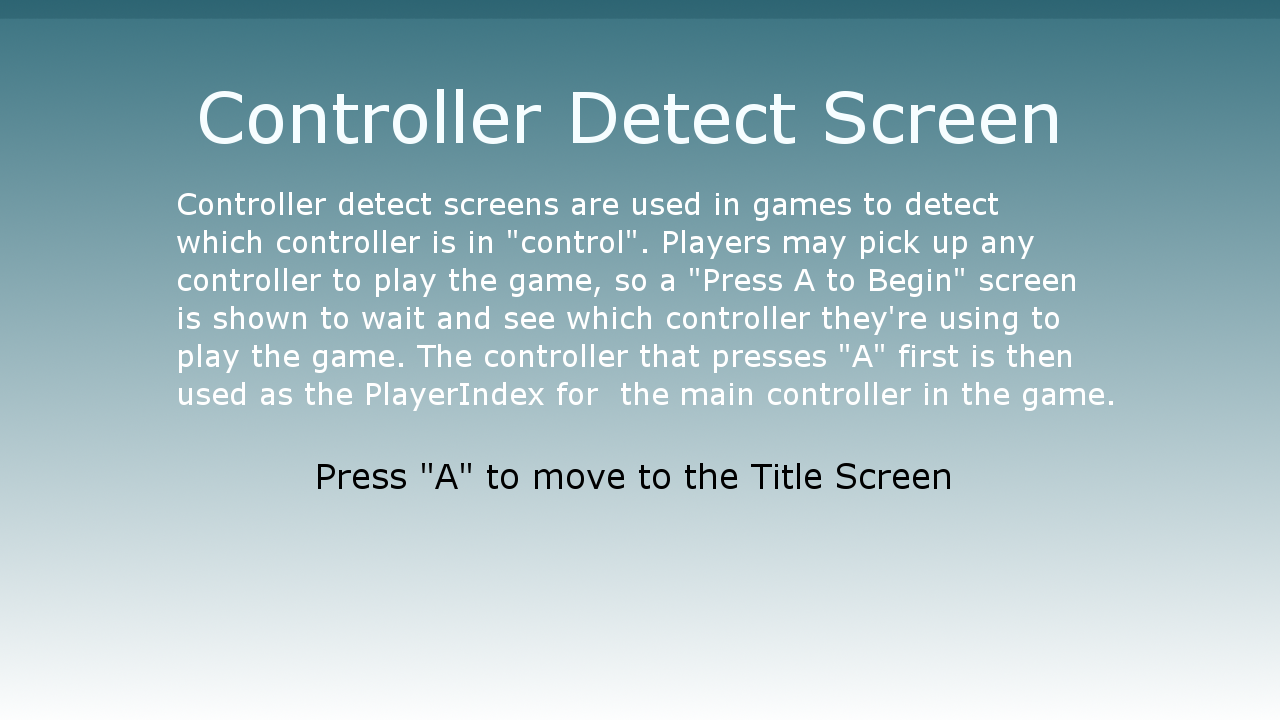 Controller Detect Screen
Controller detect screens are used in games to detect
which controller is in "control". Players may pick up any
controller to play the game, so a "Press A to Begin" screen
is shown to wait and see which controller they're using to
play the game. The controller that presses "A" first is then
used as the PlayerIndex for  the main controller in the game.
Press "A" to move to the Title Screen